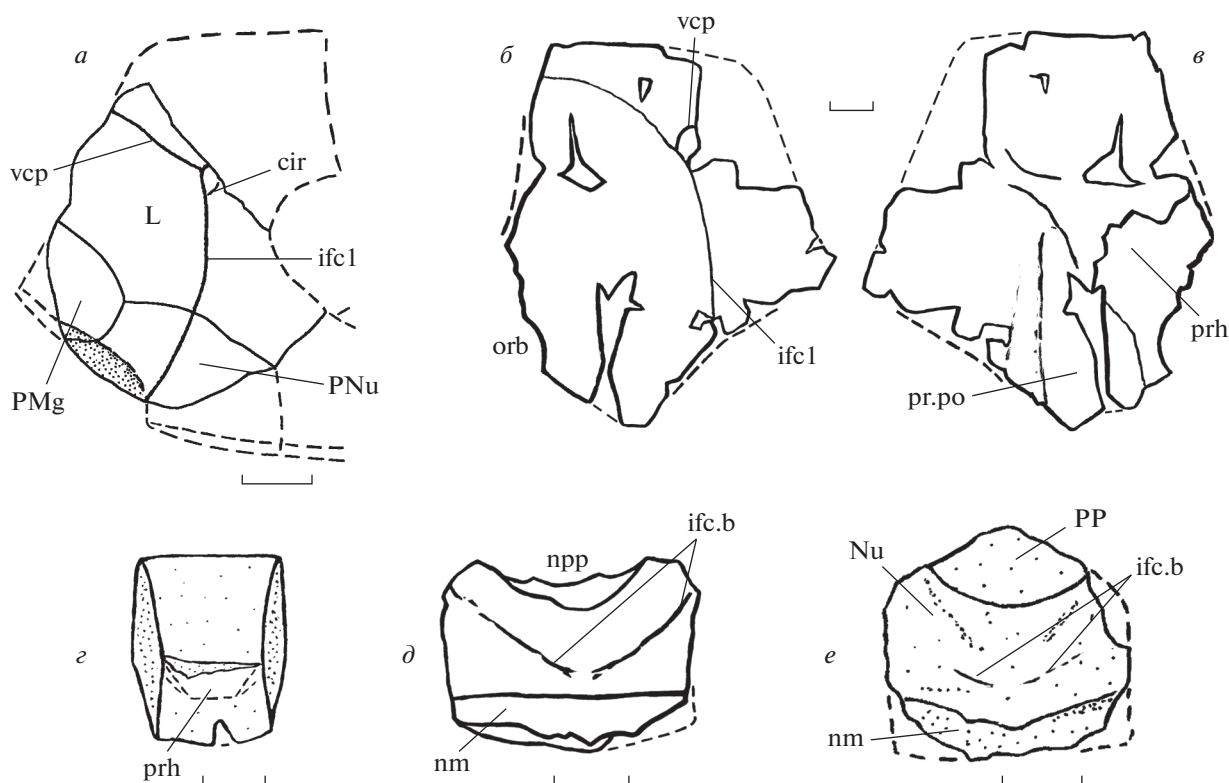 а
vcp
cir
L
ifc1
PMg
PNu
б
vcp
orb
ifc1
в
prh
pr.po
г
prh
д
npp
ifc.b
nm
е
PP
Nu
ifc.b
nm